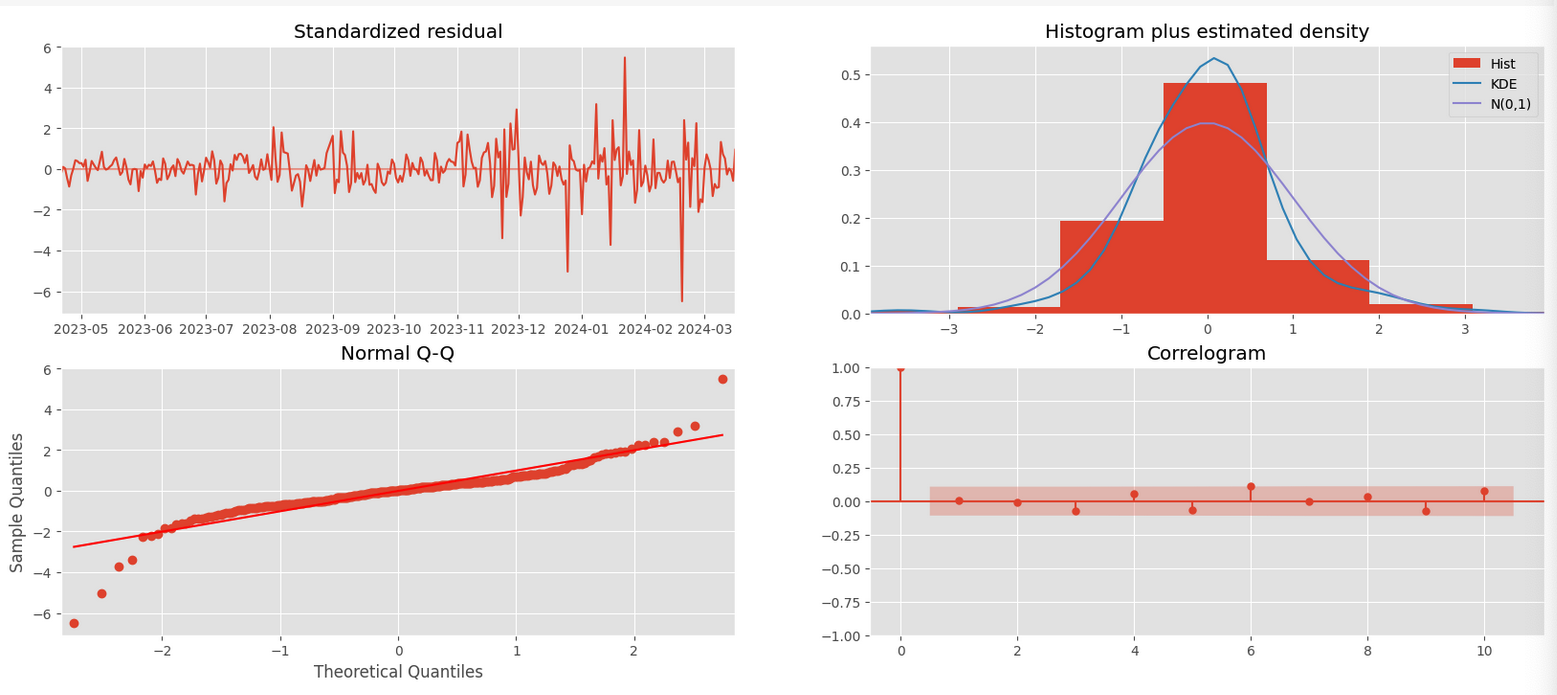 Standardized residual
6
4
2
0
−2
−4
−6
2023-05 2023-06 2023-07 2023-08 2023-09 2023-10 2023-11 2023-12 2024-01 2024-02 2024-03
Histogram plus estimated density
Hist
KDE
N(0,1)
0.5
0.4
0.3
0.2
0.1
0.0
−3 −2 −1 0 1 2 3
Normal Q-Q
Sample Quantiles
6
4
2
0
−2
−4
−6
−2 −1 0 1 2
Theoretical Quantiles
Correlogram
1.00
0.75
0.50
0.25
0.00
−0.25
−0.50
−0.75
−1.00
0 2 4 6 8 10